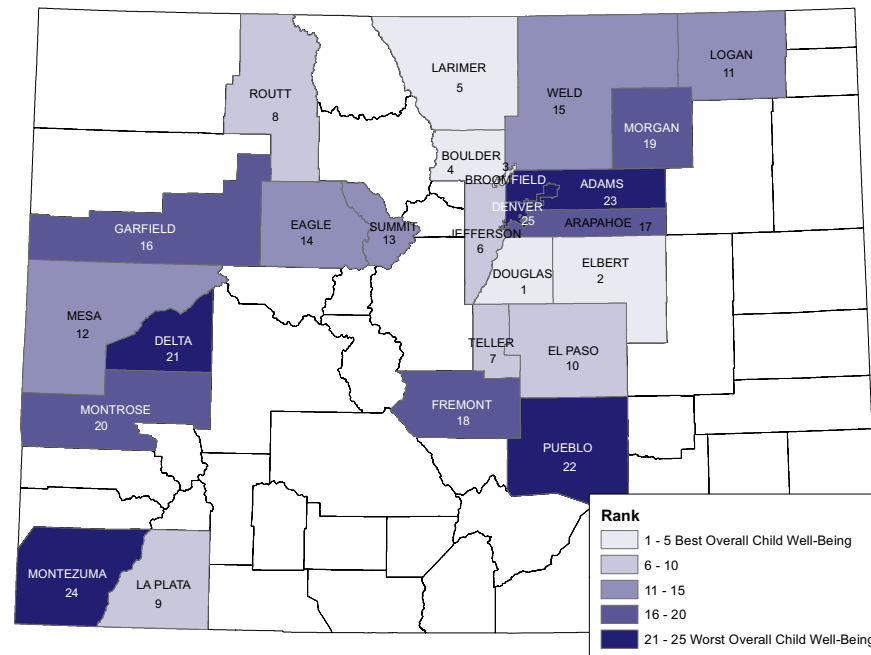 LARIMER
5
LOGAN
11
ROUTT
8
WELD
15
MORGAN
19
BOULDER
4
3
BROOMFIELD
ADAMS
23
DENVER
25
ARAPAHOE 17
GARFIELD
16
EAGLE
14
SUMMIT
13
JEFFERSON
6
DOUGLAS
1
ELBERT
2
MESA
12
DELTA
21
TELLER
7
EL PASO
10
MONTROSE
20
FREMONT
18
PUEBLO
22
MONTEZUMA
24
LA PLATA
9
Rank
1 - 5 Best Overall Child Well-Being
6 - 10
11 - 15
16 - 20
21 - 25 Worst Overall Child Well-Being